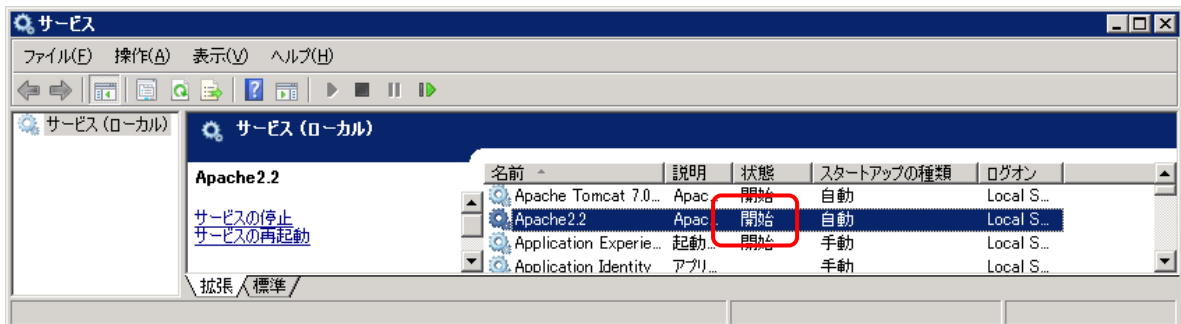 サービス
ファイル(F) 操作(A) 表示(V) ヘルプ(H)
サービス (ローカル)
サービス (ローカル)
Apache2.2
サービスの停止
サービスの再起動
名前 説明 状態 スタートアップの種類 ログオン
Apache Tomcat 7.0... Apac... 開始 自動 Local S...
Apache2.2 Apac... 開始 自動 Local S...
Application Experie... 起動... 開始 手動 Local S...
Application Identity アプリ... 手動 Local S...
拡張 標準